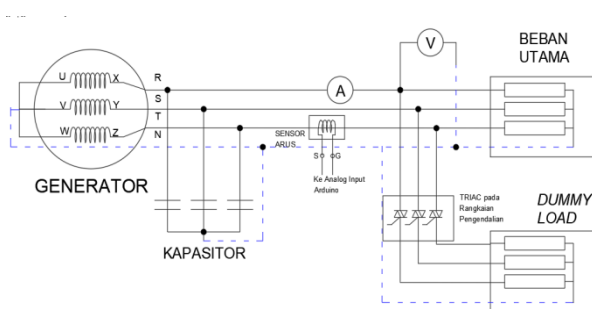 U
X
R
V
Y
S
W
Z
T
N
GENERATOR
KAPASITOR
A
SENSOR
ARUS
S
G
Ke Analog Input
Arduino
V
BEBAN
UTAMA
TRIAC pada
Rangkaian
Pengendalian
DUMMY
LOAD